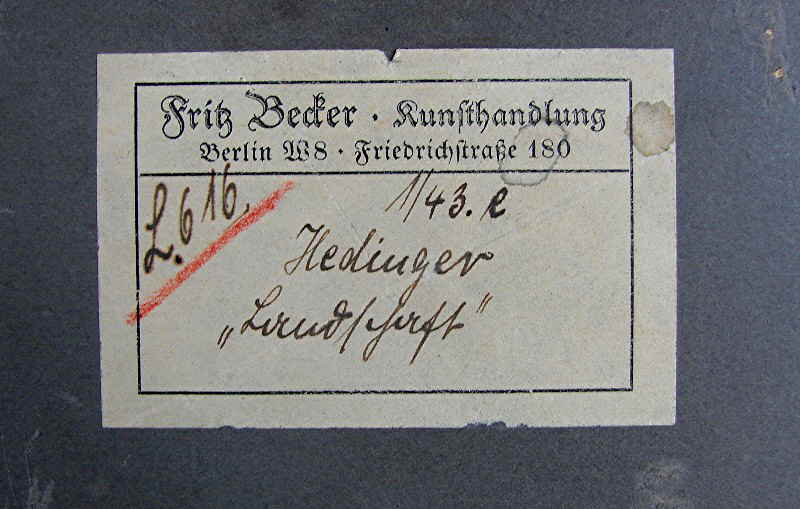 Fritz Becker · Kunsthandlung
Berlin W8 · Friedrichstraße 180
L. 616.
1/43. e
Hedinger
„Landschaft"